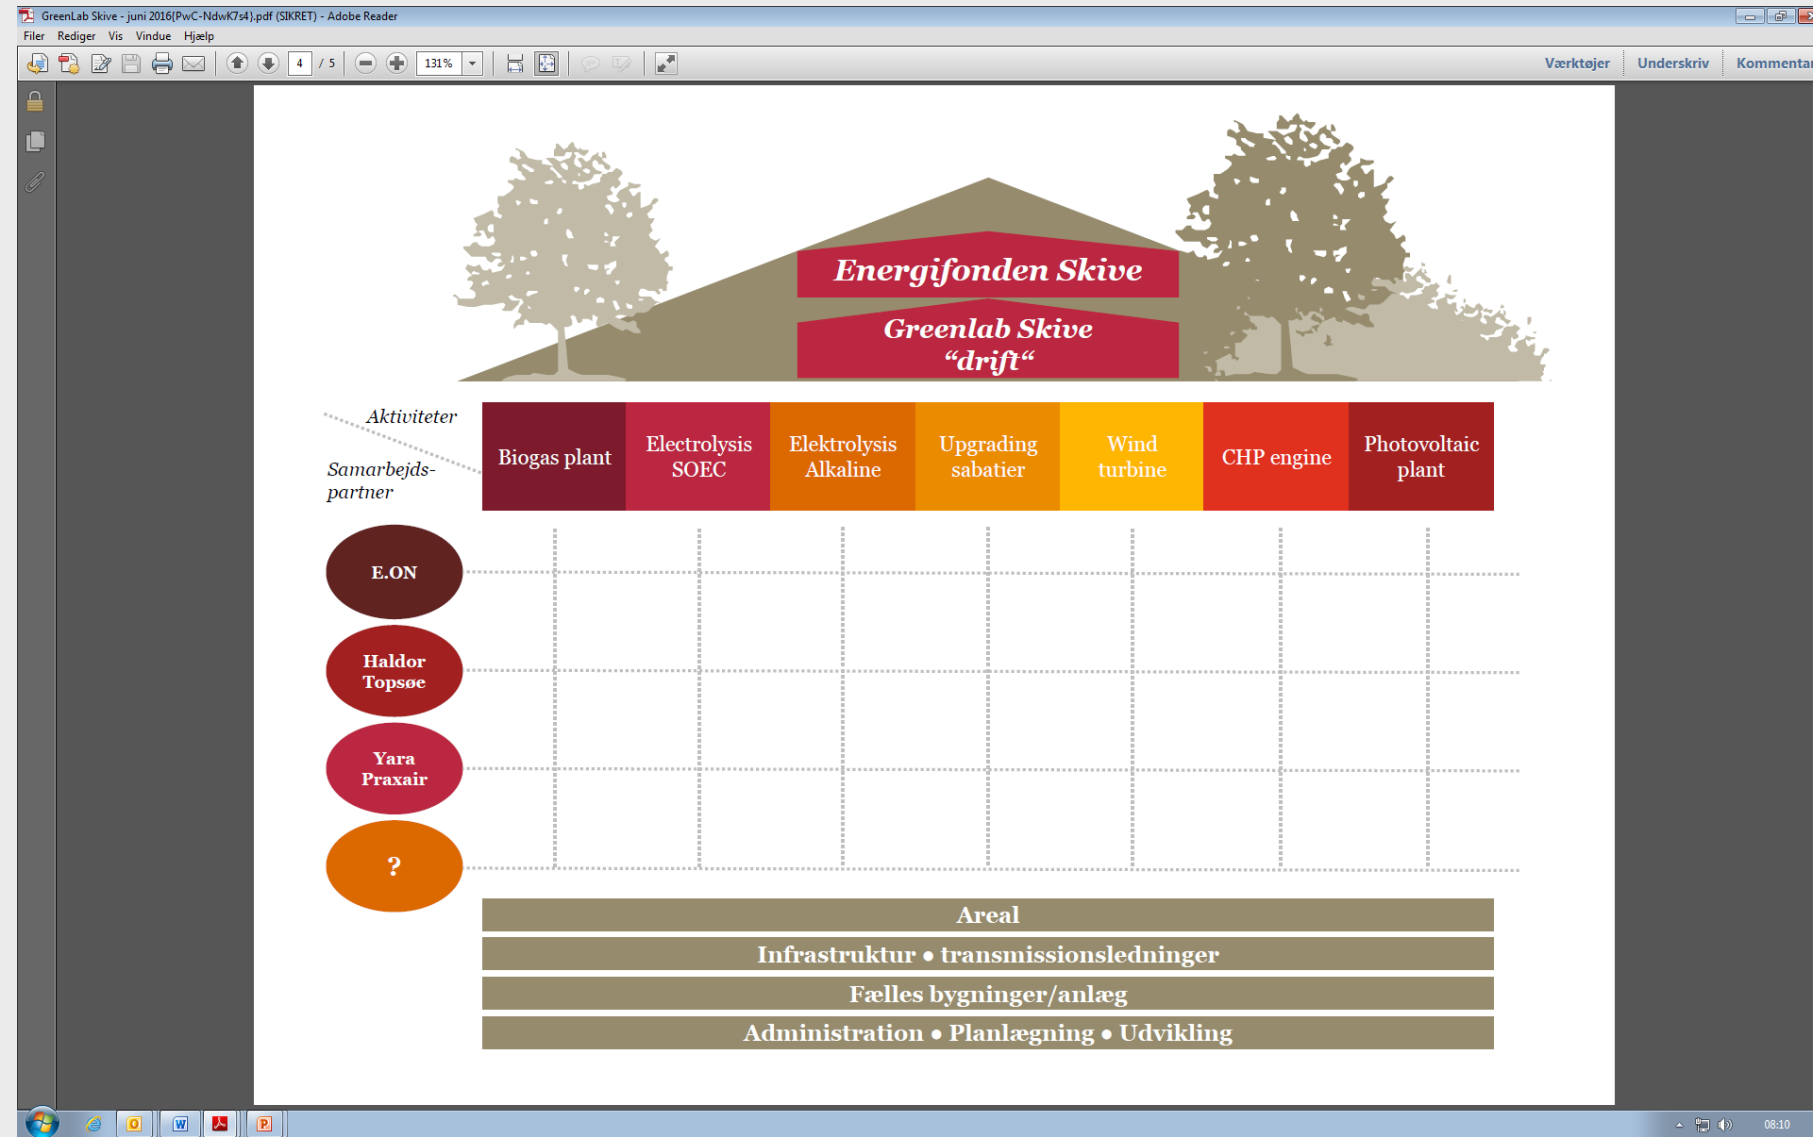 GreenLab Skive - juni 2016{PwC-NdwK7s4}.pdf (SIKRET) - Adobe Reader
Filer Rediger Vis Vindue Hjælp
4 / 5 131% Værktøjer Underskriv Kommentar
Energifonden Skive
Greenlab Skive
“drift“
Aktiviteter
Samarbejds-
partner
Biogas plant
Electrolysis
SOEC
Elektrolysis
Alkaline
Upgrading
sabatier
Wind
turbine
CHP engine
Photovoltaic
plant
E.ON
Haldor
Topsøe
Yara
Praxair
?
Areal
Infrastruktur ● transmissionsledninger
Fælles bygninger/anlæg
Administration ● Planlægning ● Udvikling
08:10